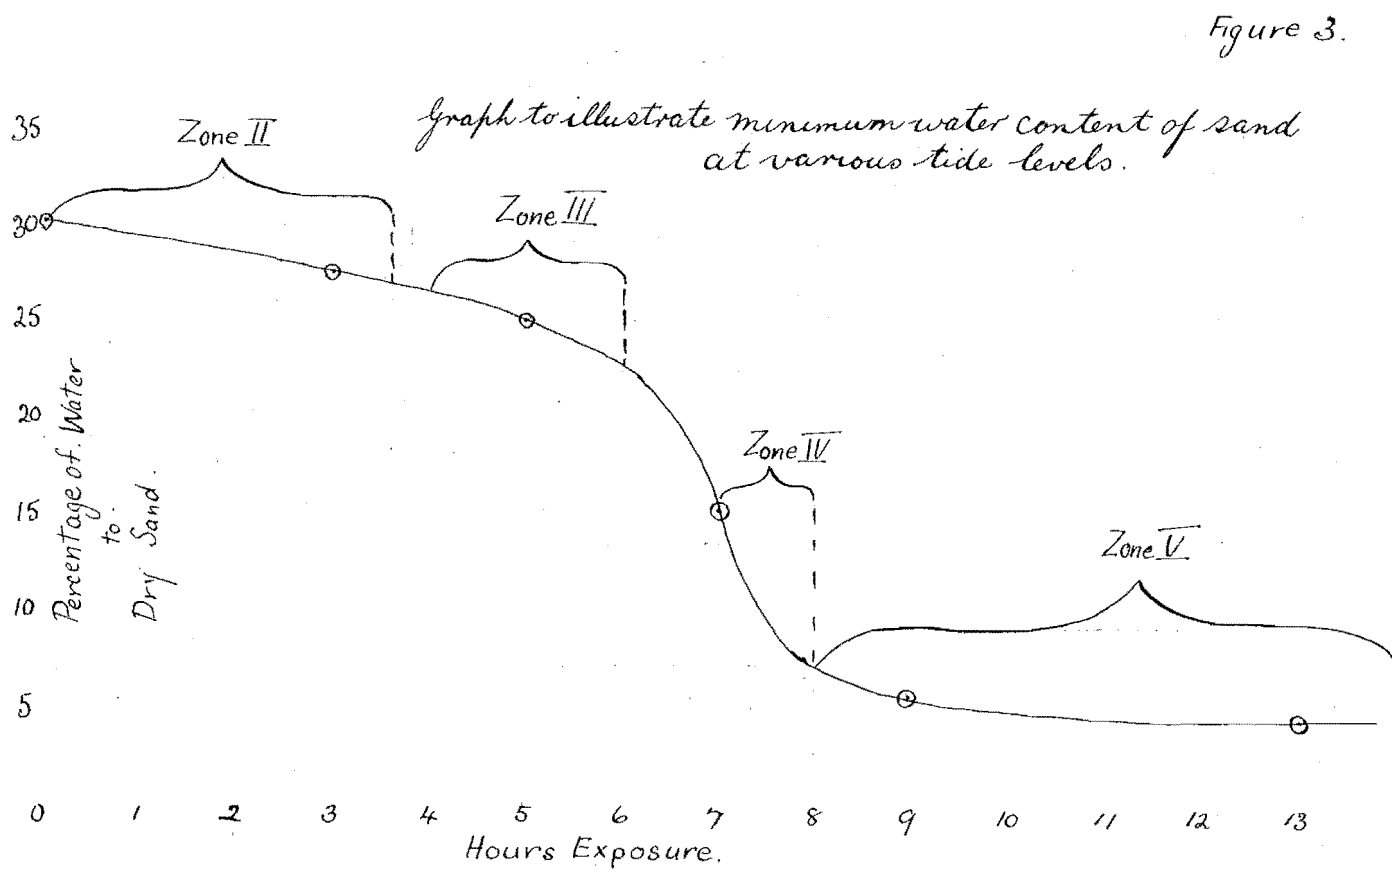 Figure 3.
Graph to illustrate minimum water content of sand
at various tide levels.
35
Zone II
30
Zone III
25
20
Zone IV
15
Zone V
10
5
Percentage of Water
to
Dry Sand.
0 1 2 3 4 5 6 7 8 9 10 11 12 13
Hours Exposure.